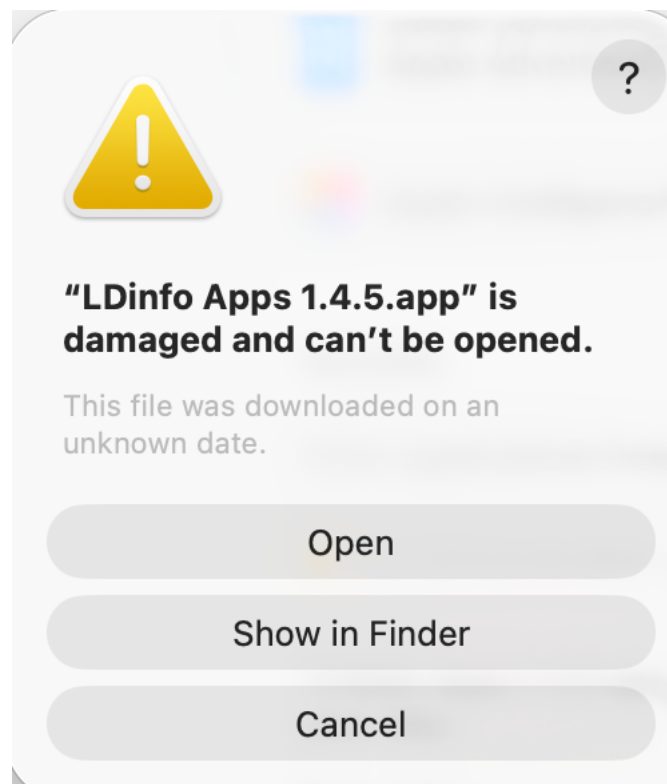 ?
“LDinfo Apps 1.4.5.app” is
damaged and can’t be opened.
This file was downloaded on an
unknown date.
Open
Show in Finder
Cancel